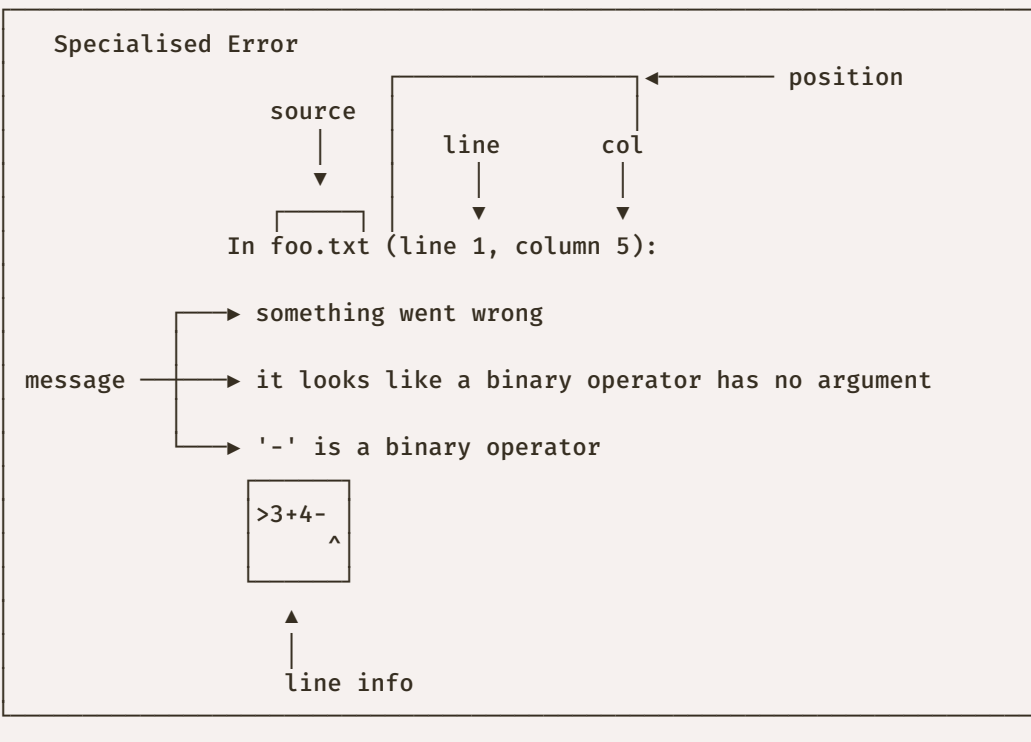 Specialised Error
position
source
line col
In foo.txt (line 1, column 5):
something went wrong
message it looks like a binary operator has no argument
'-' is a binary operator
>3+4-
^
line info